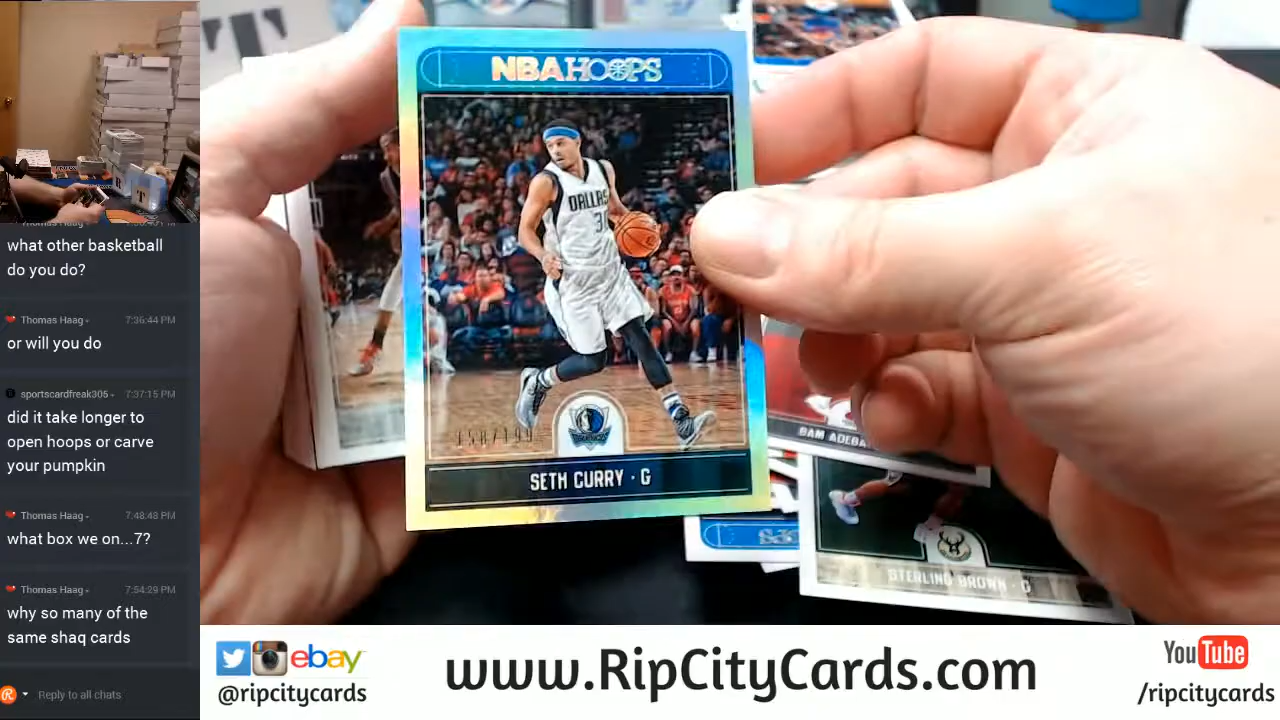 what other basketball
do you do?
Thomas Haag 7:36:44 PM
or will you do
sportscardfreak305 7:37:15 PM
did it take longer to
open hoops or carve
your pumpkin
Thomas Haag 7:48:48 PM
what box we on...7?
Thomas Haag 7:54:29 PM
why so many of the
same shaq cards
Reply to all chats
NBA HOOPS
DALLAS
158/199
SETH CURRY · G
BAM ADEBA
STERLING BROWN · G
ebay
@ripcitycards
www.RipCityCards.com
YouTube
/ripcitycards